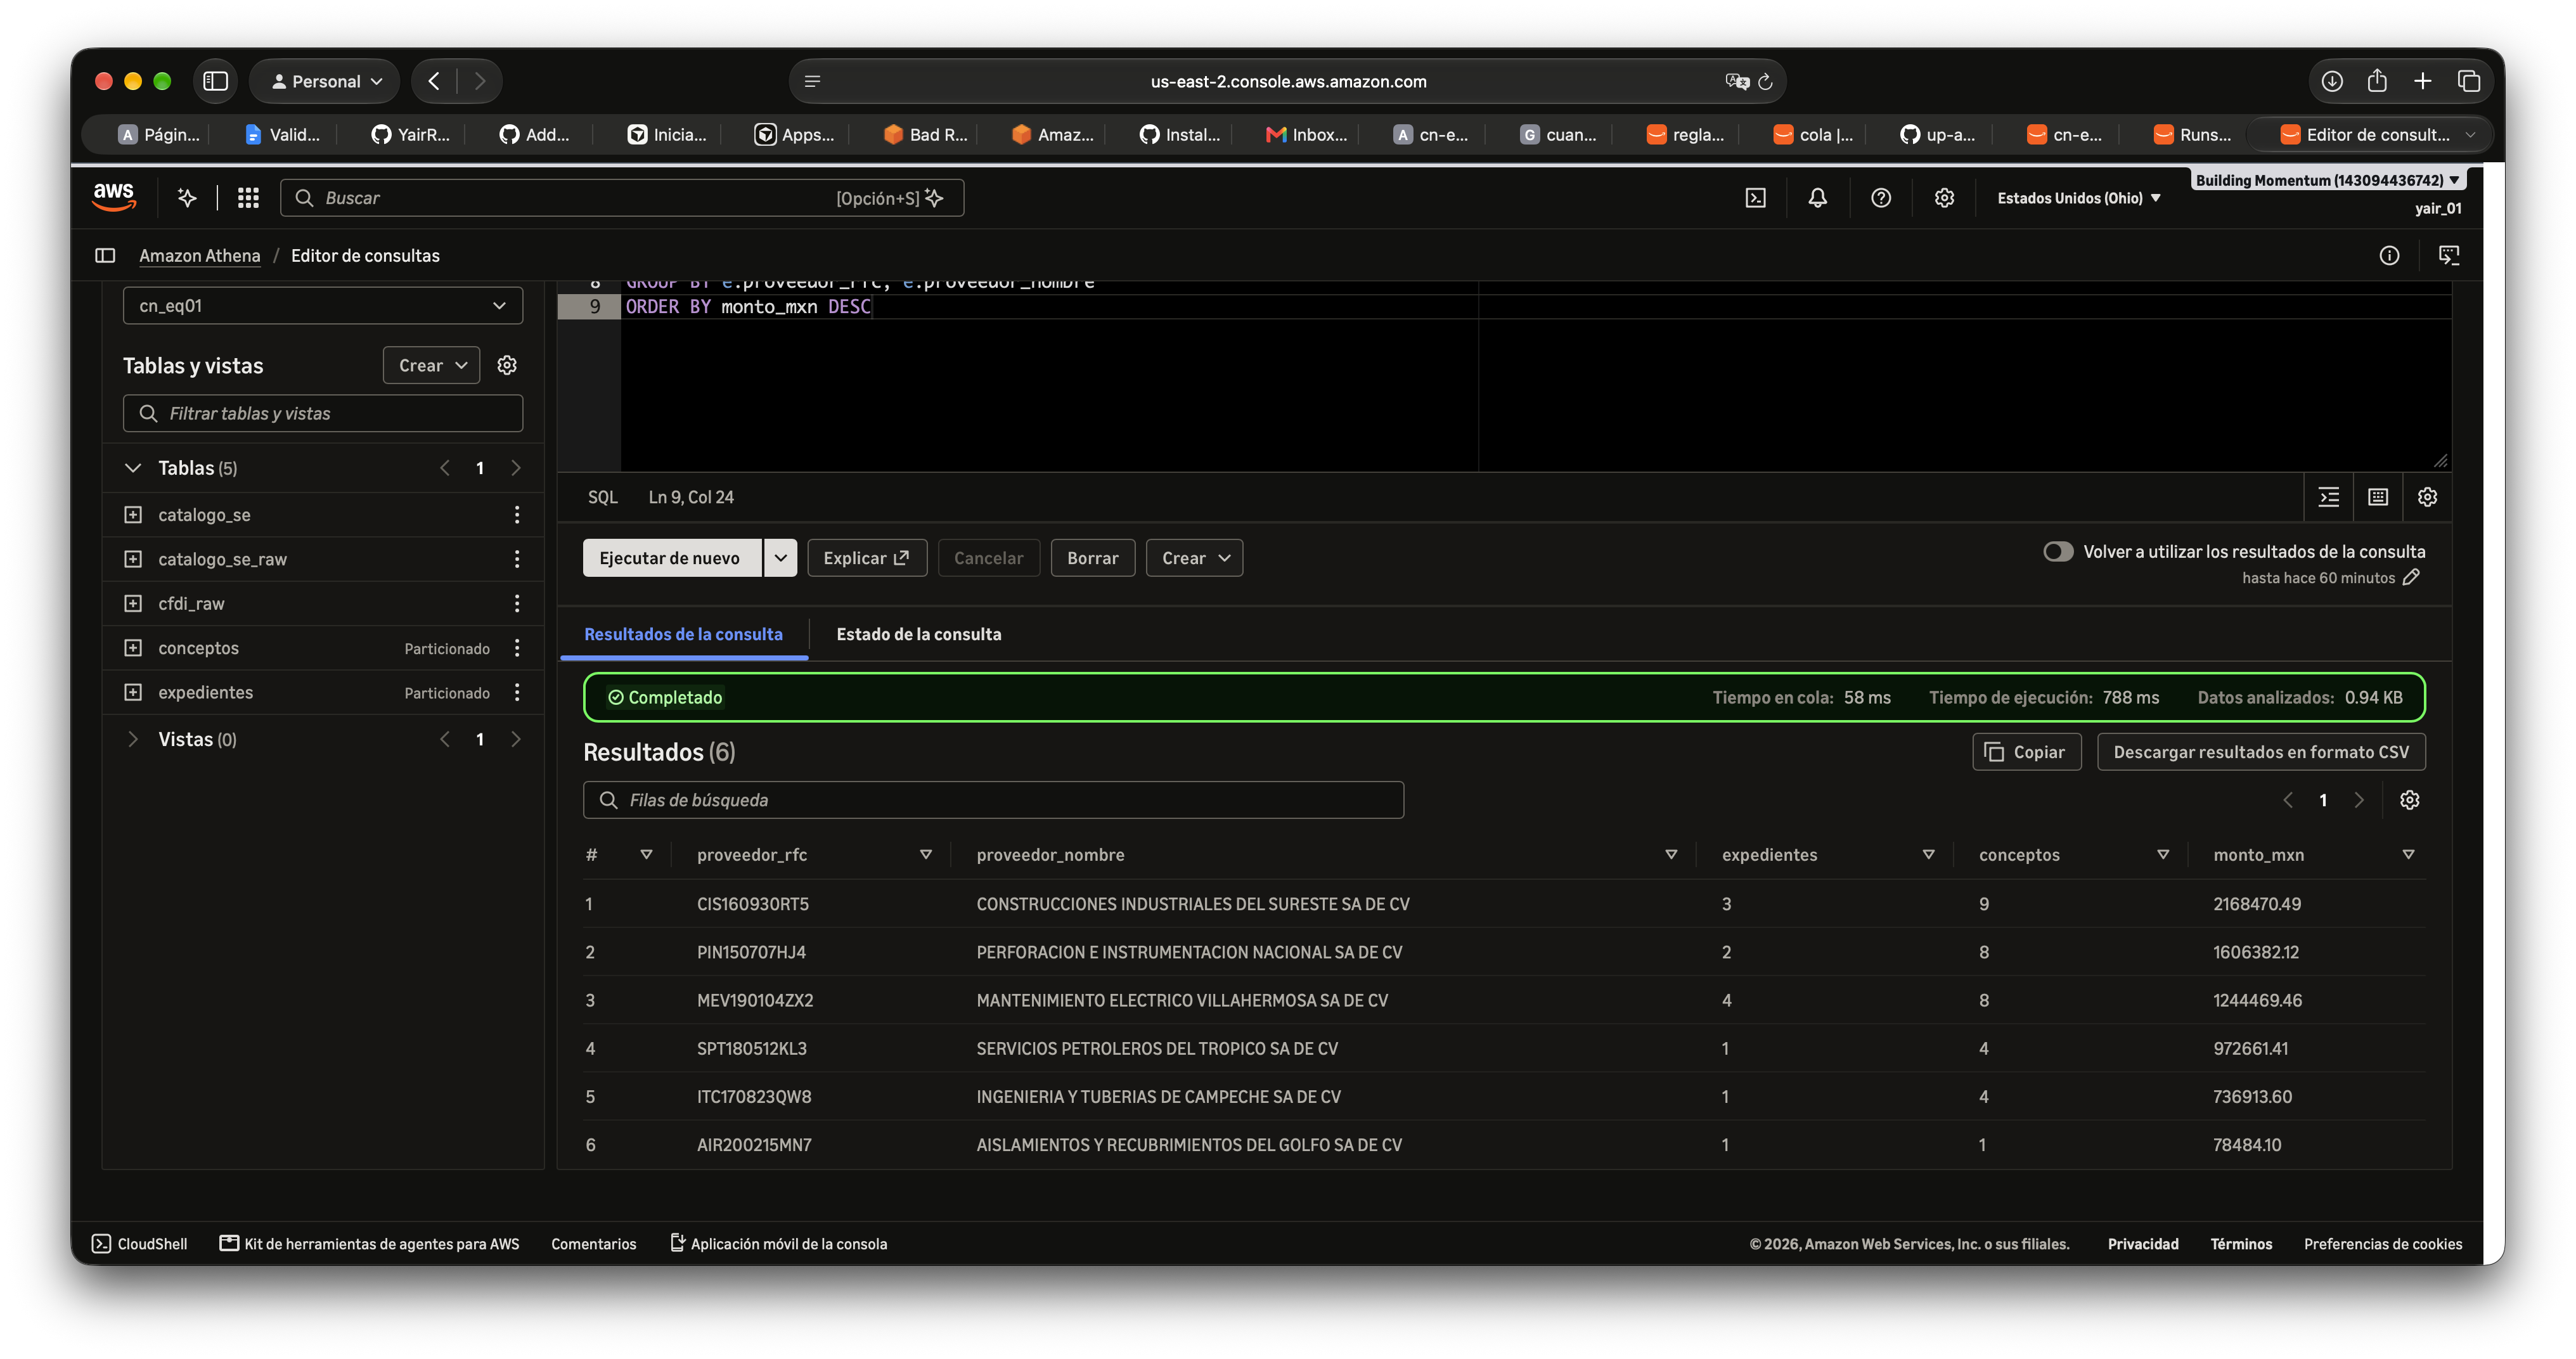 Personal
us-east-2.console.aws.amazon.com
Págin...
Valid...
YairR...
Add...
Inicia...
Apps...
Bad R...
Amaz...
Instal...
Inbox...
cn-e...
cuan...
regla...
cola |...
up-a...
cn-e...
Runs...
Editor de consult...
aws
Buscar
[Opción+S]
Estados Unidos (Ohio)
Building Momentum (143094436742)
yair_01
Amazon Athena / Editor de consultas
cn_eq01
Tablas y vistas
Crear
Filtrar tablas y vistas
Tablas (5)
1
catalogo_se
catalogo_se_raw
cfdi_raw
conceptos Particionado
expedientes Particionado
Vistas (0)
1
8 GROUP BY e.proveedor_rfc, e.proveedor_nombre
9 ORDER BY monto_mxn DESC
SQL Ln 9, Col 24
Ejecutar de nuevo
Explicar
Cancelar
Borrar
Crear
Volver a utilizar los resultados de la consulta
hasta hace 60 minutos
Resultados de la consulta
Estado de la consulta
Completado
Tiempo en cola: 58 ms
Tiempo de ejecución: 788 ms
Datos analizados: 0.94 KB
Resultados (6)
Copiar
Descargar resultados en formato CSV
Filas de búsqueda
1
# proveedor_rfc proveedor_nombre expedientes conceptos monto_mxn
1 CIS160930RT5 CONSTRUCCIONES INDUSTRIALES DEL SURESTE SA DE CV 3 9 2168470.49
2 PIN150707HJ4 PERFORACION E INSTRUMENTACION NACIONAL SA DE CV 2 8 1606382.12
3 MEV190104ZX2 MANTENIMIENTO ELECTRICO VILLAHERMOSA SA DE CV 4 8 1244469.46
4 SPT180512KL3 SERVICIOS PETROLEROS DEL TROPICO SA DE CV 1 4 972661.41
5 ITC170823QW8 INGENIERIA Y TUBERIAS DE CAMPECHE SA DE CV 1 4 736913.60
6 AIR200215MN7 AISLAMIENTOS Y RECUBRIMIENTOS DEL GOLFO SA DE CV 1 1 78484.10
CloudShell
Kit de herramientas de agentes para AWS
Comentarios
Aplicación móvil de la consola
© 2026, Amazon Web Services, Inc. o sus filiales.
Privacidad
Términos
Preferencias de cookies